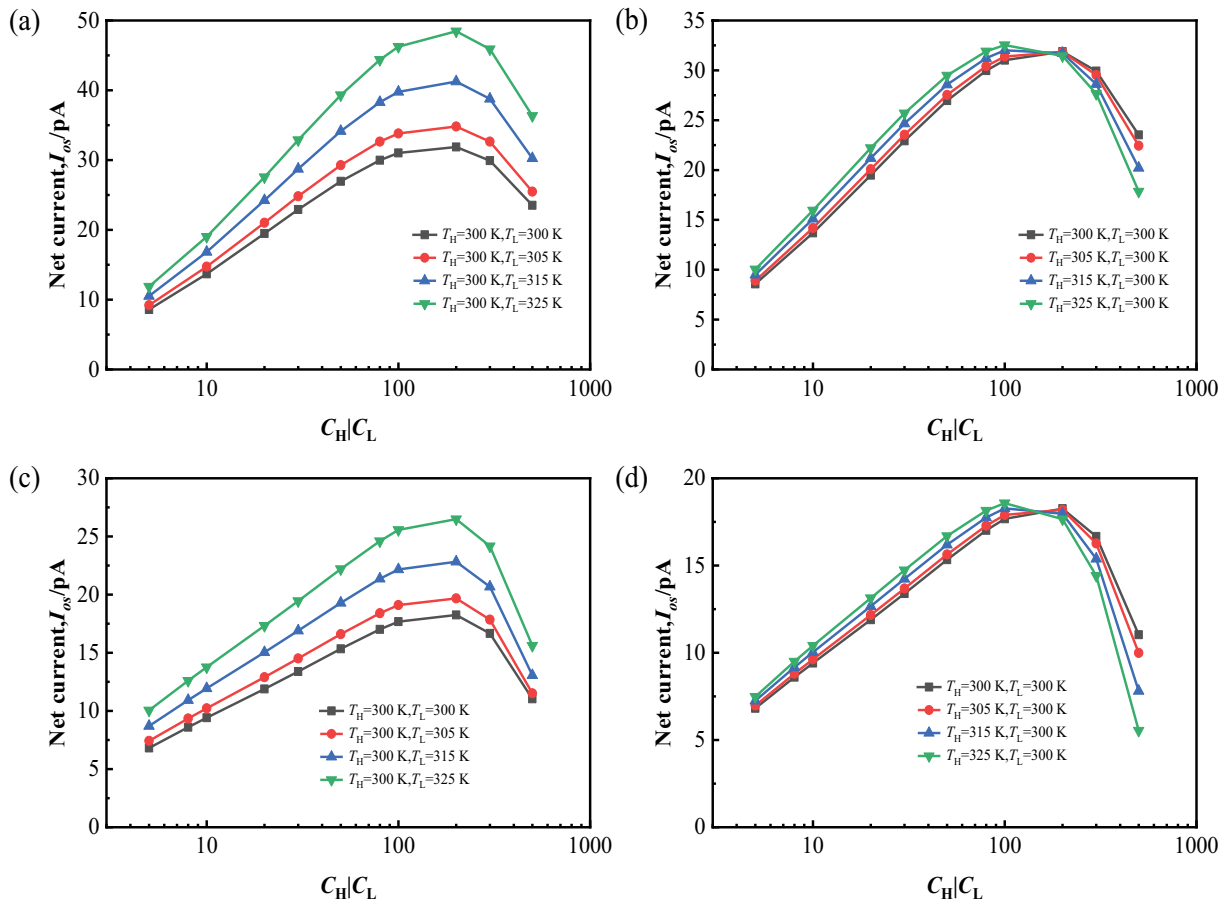 (a)
50
40
30
20
10
0
10
100
1000
Net current,Ios/pA
CH|CL
TH=300 K,TL=300 K
TH=300 K,TL=305 K
TH=300 K,TL=315 K
TH=300 K,TL=325 K
(b)
35
30
25
20
15
10
5
0
10
100
1000
Net current,Ios/pA
CH|CL
TH=300 K,TL=300 K
TH=305 K,TL=300 K
TH=315 K,TL=300 K
TH=325 K,TL=300 K
(c)
30
25
20
15
10
5
0
10
100
1000
Net current,Ios/pA
CH|CL
TH=300 K,TL=300 K
TH=300 K,TL=305 K
TH=300 K,TL=315 K
TH=300 K,TL=325 K
(d)
20
15
10
5
0
10
100
1000
Net current,Ios/pA
CH|CL
TH=300 K,TL=300 K
TH=305 K,TL=300 K
TH=315 K,TL=300 K
TH=325 K,TL=300 K